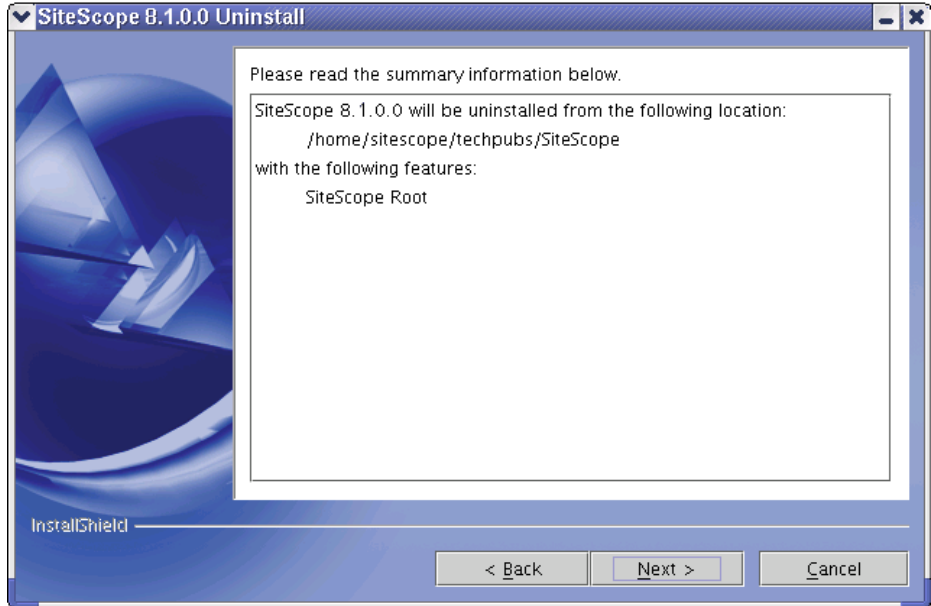 SiteScope 8.1.0.0 Uninstall
Please read the summary information below.
SiteScope 8.1.0.0 will be uninstalled from the following location:
/home/sitescope/techpubs/SiteScope
with the following features:
SiteScope Root
InstallShield
< Back Next > Cancel